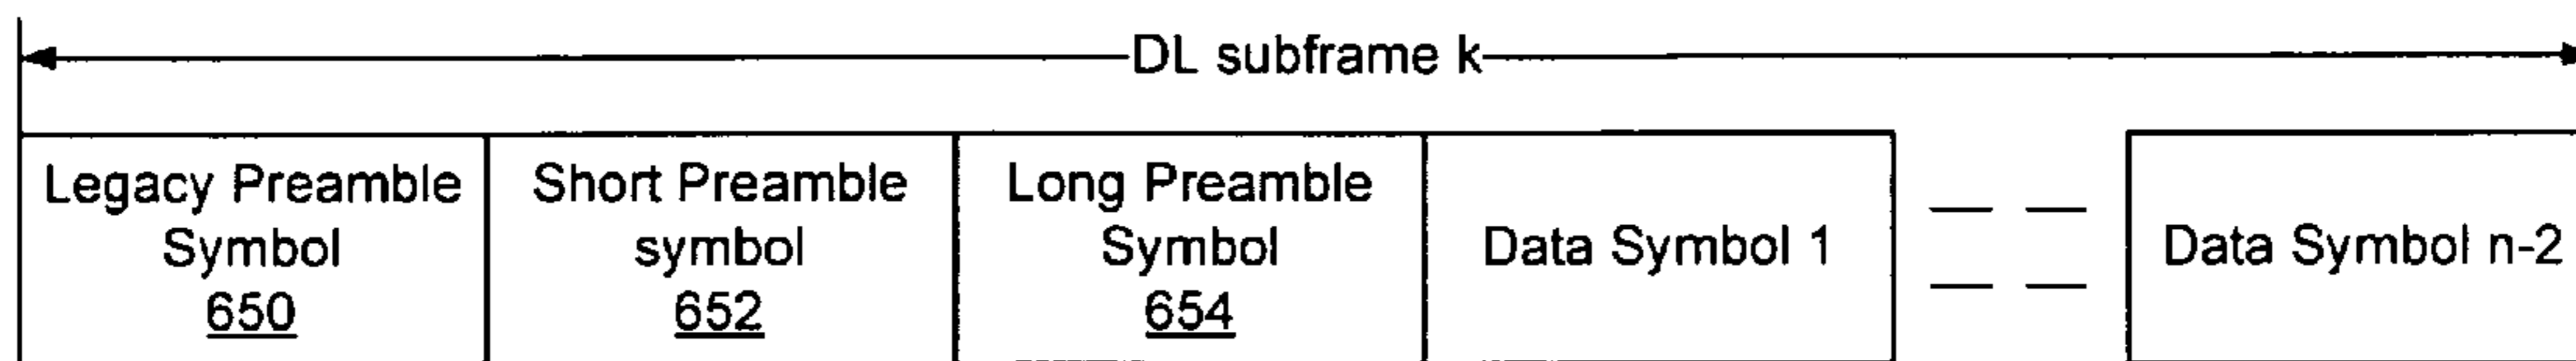 DL subframe k
Legacy Preamble
Symbol
650
Short Preamble
symbol
652
Long Preamble
Symbol
654
Data Symbol 1
Data Symbol n-2